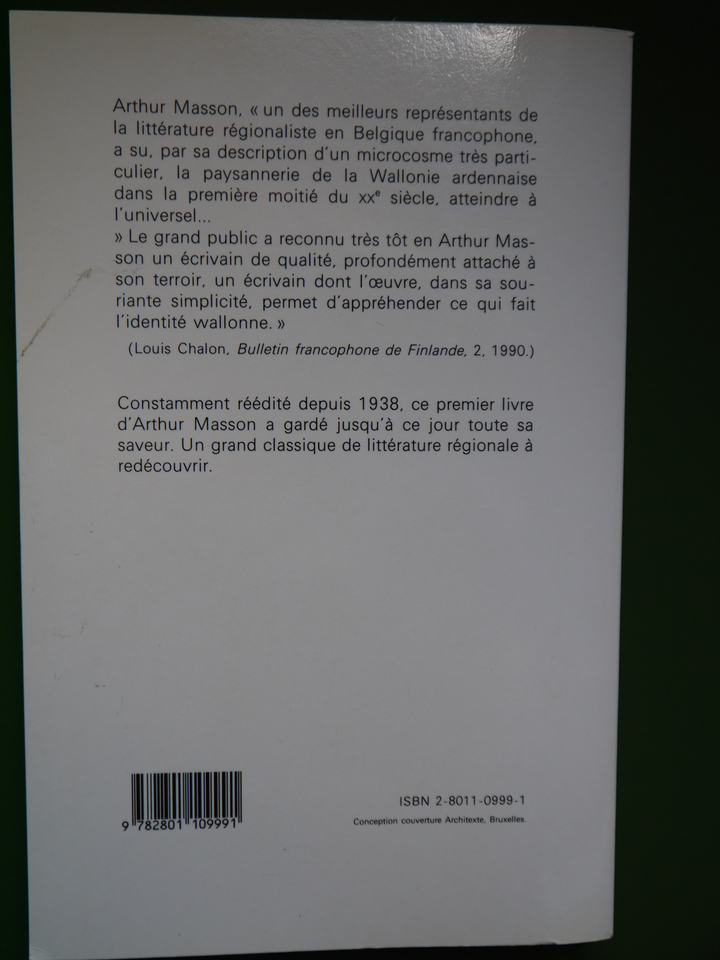 Arthur Masson, « un des meilleurs représentants de
la littérature régionaliste en Belgique francophone,
a su, par sa description d'un microcosme très parti-
culier, la paysannerie de la Wallonie ardennaise
dans la première moitié du XXe siècle, atteindre à
l'universel...
» Le grand public a reconnu très tôt en Arthur Mas-
son un écrivain de qualité, profondément attaché à
son terroir, un écrivain dont l'œuvre, dans sa sou-
riante simplicité, permet d'appréhender ce qui fait
l'identité wallonne. »
(Louis Chalon, Bulletin francophone de Finlande, 2, 1990.)
Constamment réédité depuis 1938, ce premier livre
d'Arthur Masson a gardé jusqu'à ce jour toute sa
saveur. Un grand classique de littérature régionale à
redécouvrir.
ISBN 2-8011-0999-1
Conception couverture Architexte, Bruxelles.
9 782801 109991